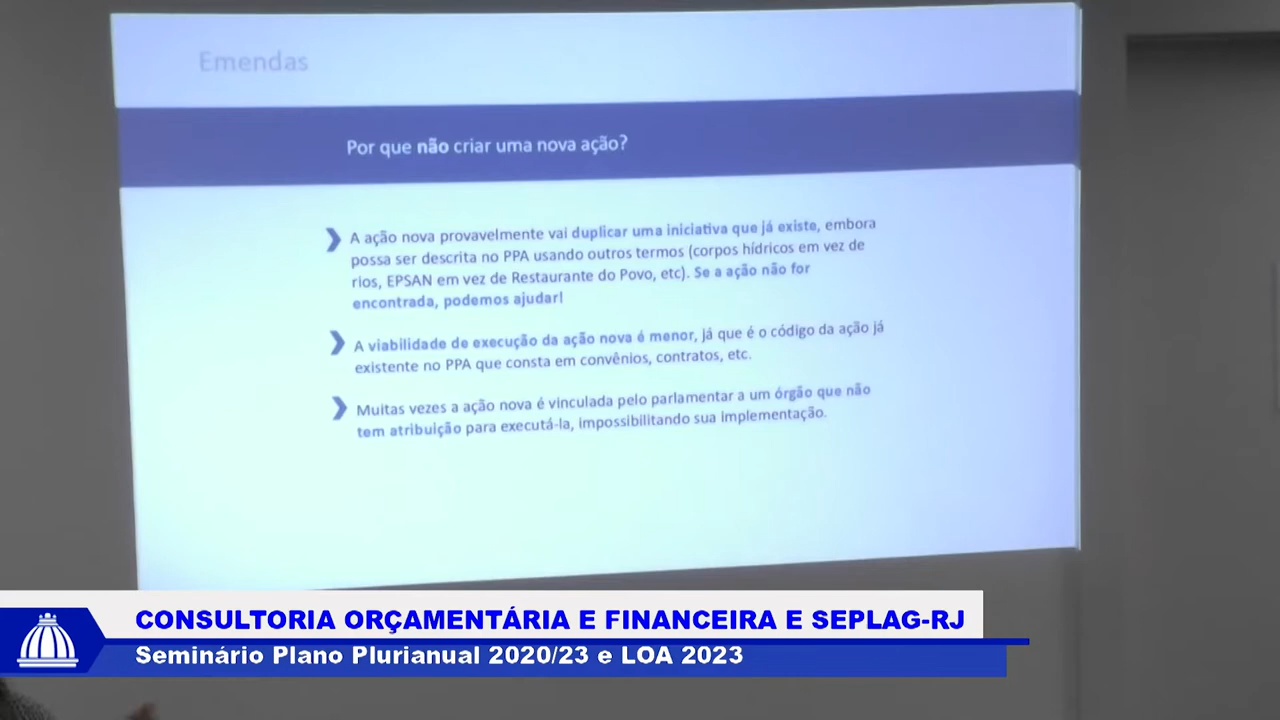 Emendas
Por que não criar uma nova ação?
A ação nova provavelmente vai duplicar uma iniciativa que já existe, embora
possa ser descrita no PPA usando outros termos (corpos hídricos em vez de
rios, EPSAN em vez de Restaurante do Povo, etc). Se a ação não for
encontrada, podemos ajudar!
A viabilidade de execução da ação nova é menor, já que é o código da ação já
existente no PPA que consta em convênios, contratos, etc.
Muitas vezes a ação nova é vinculada pelo parlamentar a um órgão que não
tem atribuição para executá-la, impossibilitando sua implementação.
CONSULTORIA ORÇAMENTÁRIA E FINANCEIRA E SEPLAG-RJ
Seminário Plano Plurianual 2020/23 e LOA 2023